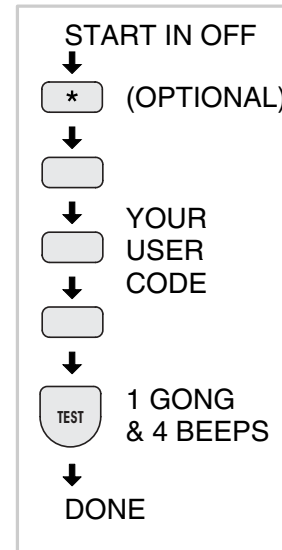 START IN OFF
* (OPTIONAL)
YOUR
USER
CODE
TEST
1 GONG
& 4 BEEPS
DONE